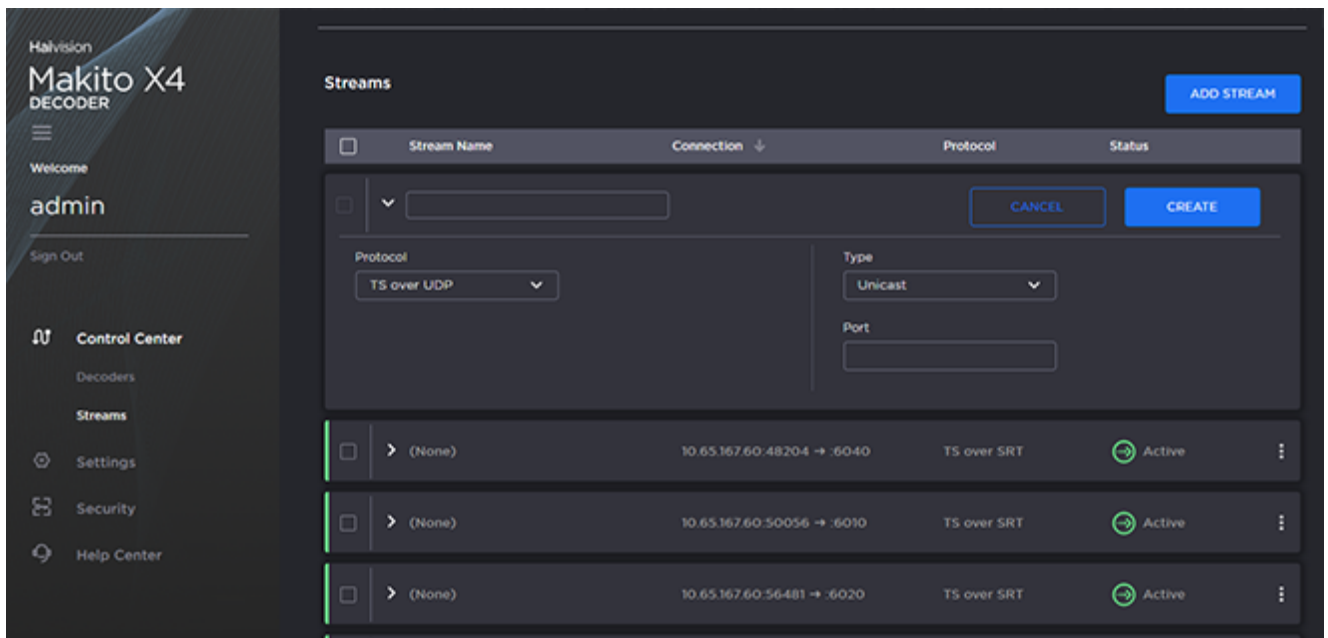 Haivision
Makito X4
DECODER
Welcome
admin
Sign Out
Control Center
Decoders
Streams
Settings
Security
Help Center
Streams
ADD STREAM
Stream Name Connection Protocol Status
CANCEL CREATE
Protocol
TS over UDP
Type
Unicast
Port
(None) 10.65.167.60:48204 → :6040 TS over SRT Active
(None) 10.65.167.60:50056 → :6010 TS over SRT Active
(None) 10.65.167.60:56481 → :6020 TS over SRT Active